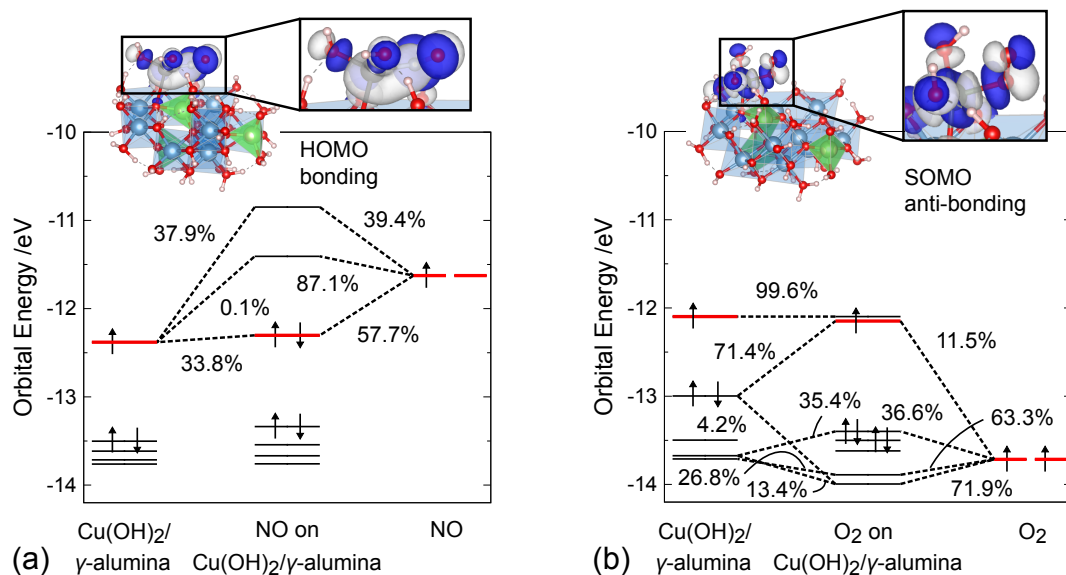 -10
-11
-12
-13
-14
Orbital Energy /eV
HOMO
bonding
37.9%
39.4%
0.1%
87.1%
33.8%
57.7%
Cu(OH)₂/
γ-alumina
NO on
Cu(OH)₂/γ-alumina
NO
(a)
-10
-11
-12
-13
-14
Orbital Energy /eV
SOMO
anti-bonding
99.6%
71.4%
11.5%
4.2%
35.4%
36.6%
63.3%
26.8%
13.4%
71.9%
Cu(OH)₂/
γ-alumina
O₂ on
Cu(OH)₂/γ-alumina
O₂
(b)